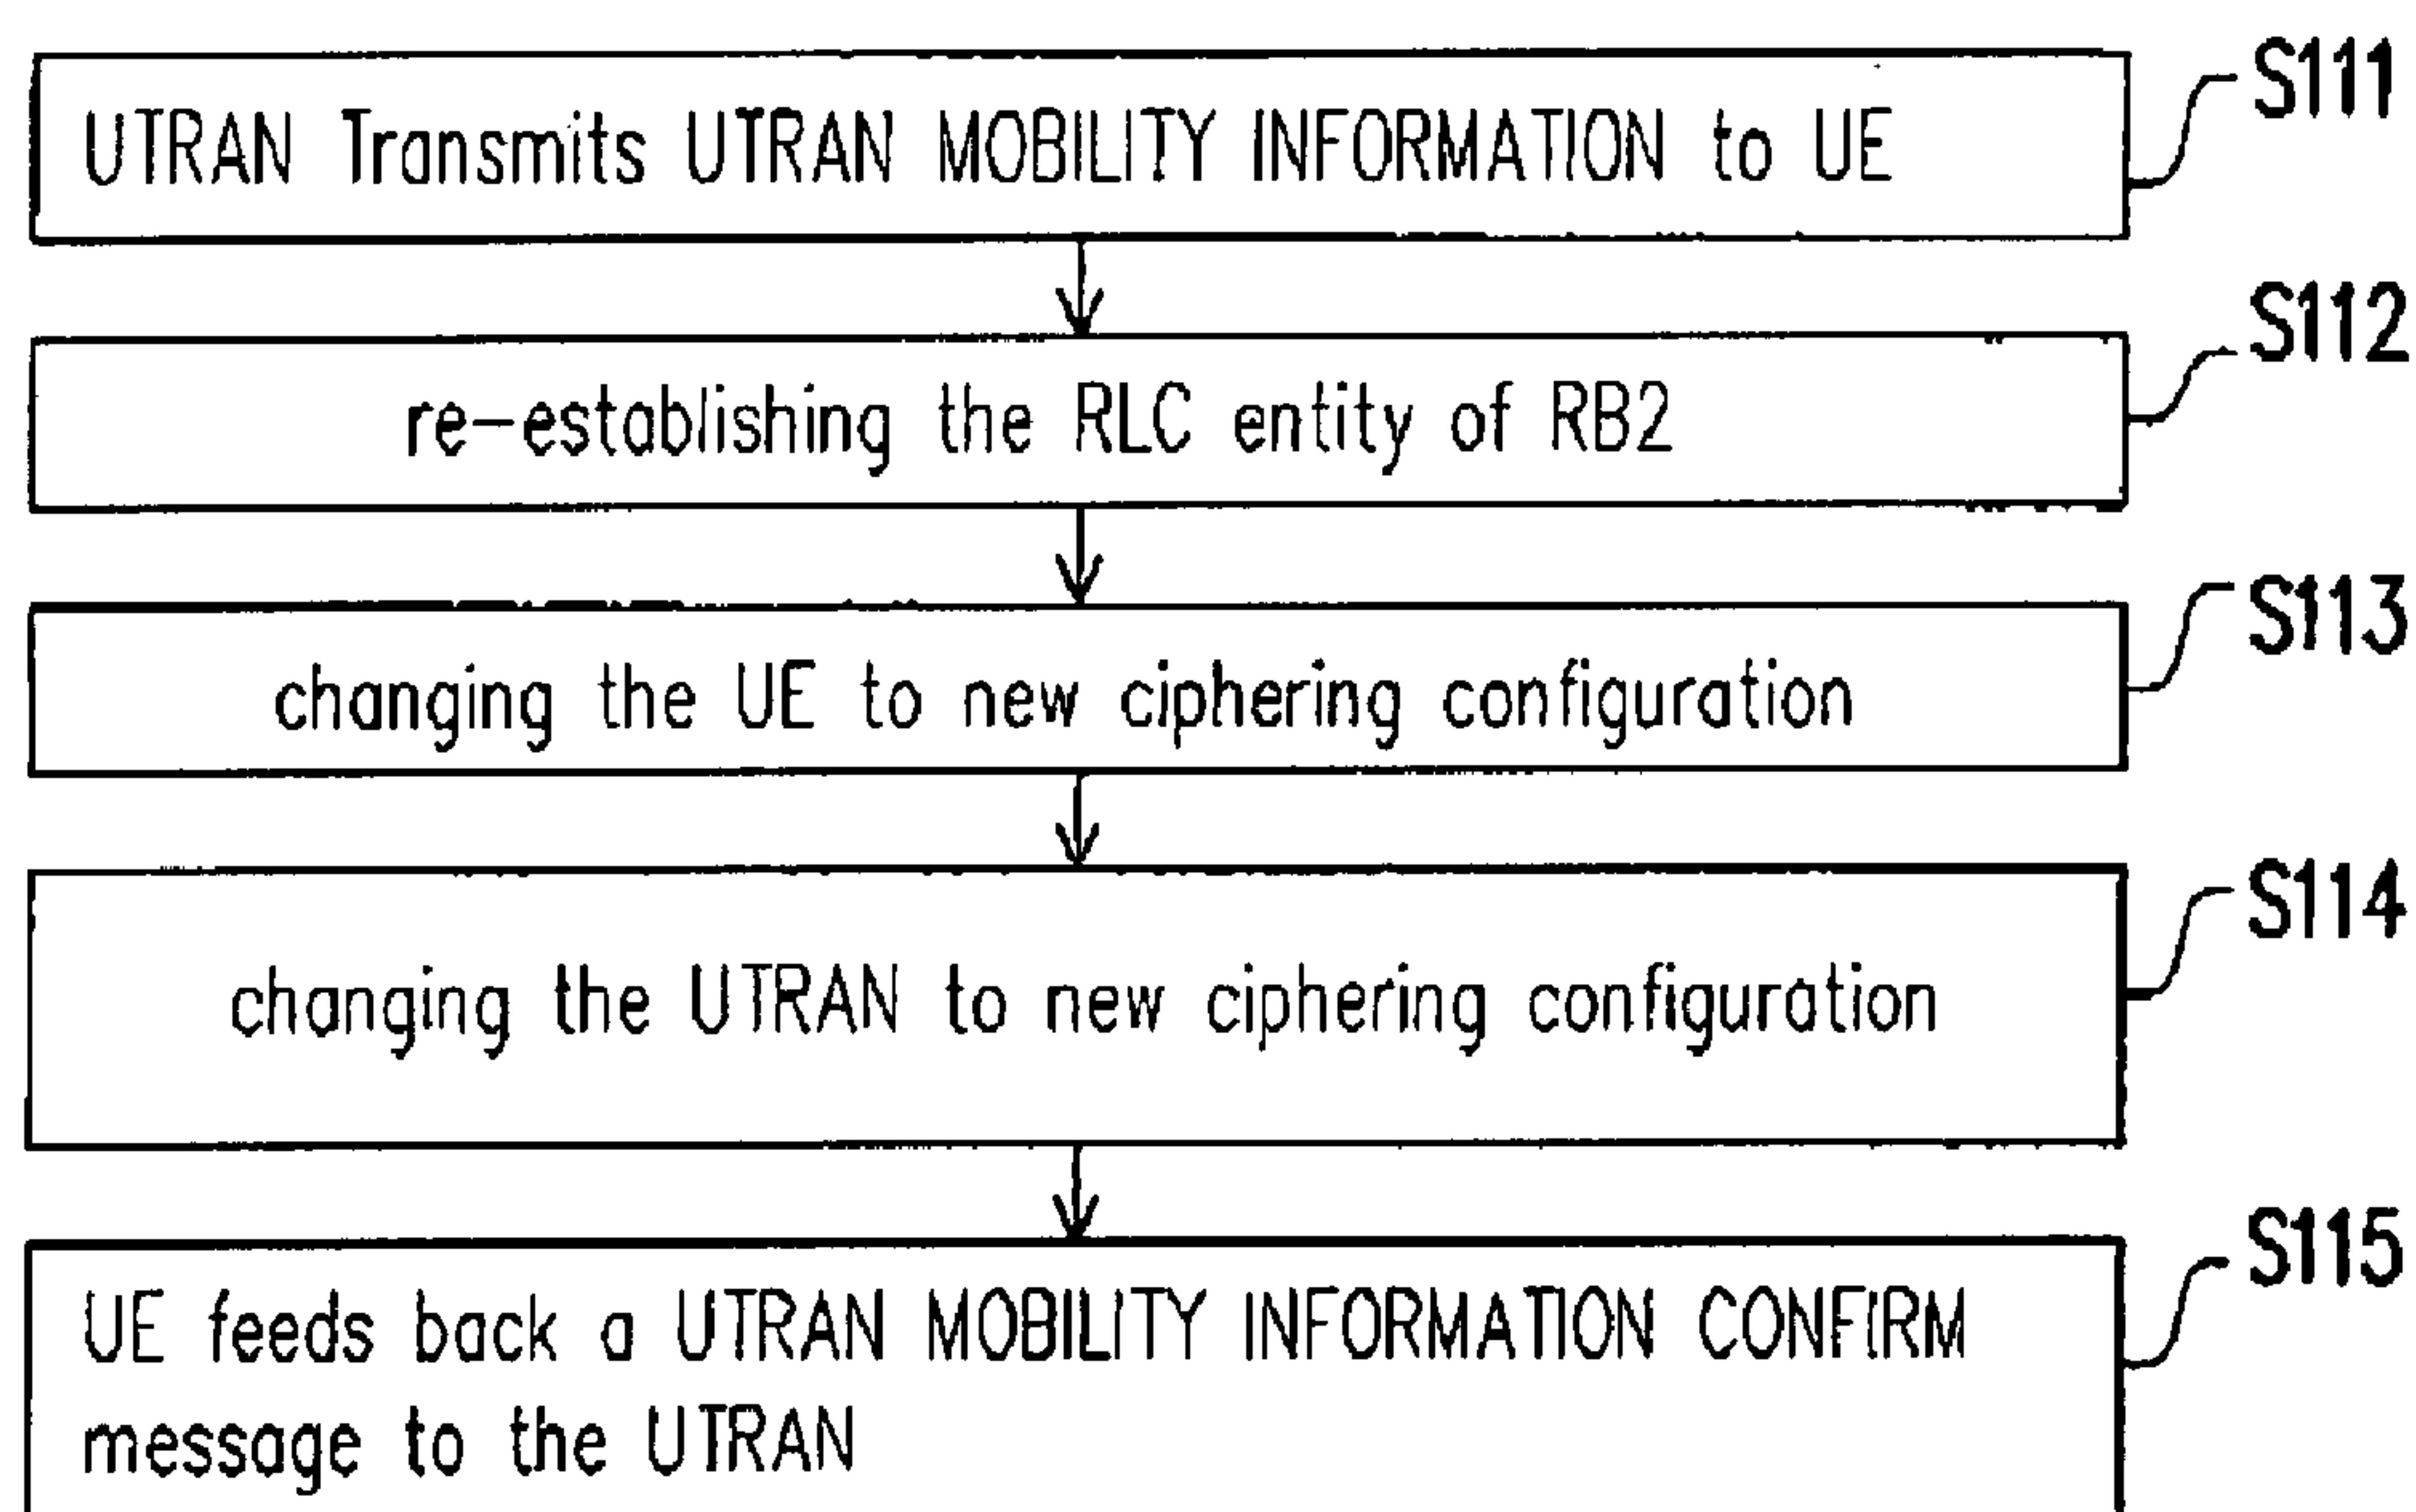 UTRAN Transmits UTRAN MOBILITY INFORMATION to UE
S111
re-establishing the RLC entity of RB2
S112
changing the UE to new ciphering configuration
S113
changing the UTRAN to new ciphering configuration
S114
UE feeds back a UTRAN MOBILITY INFORMATION CONFIRM
message to the UTRAN
S115